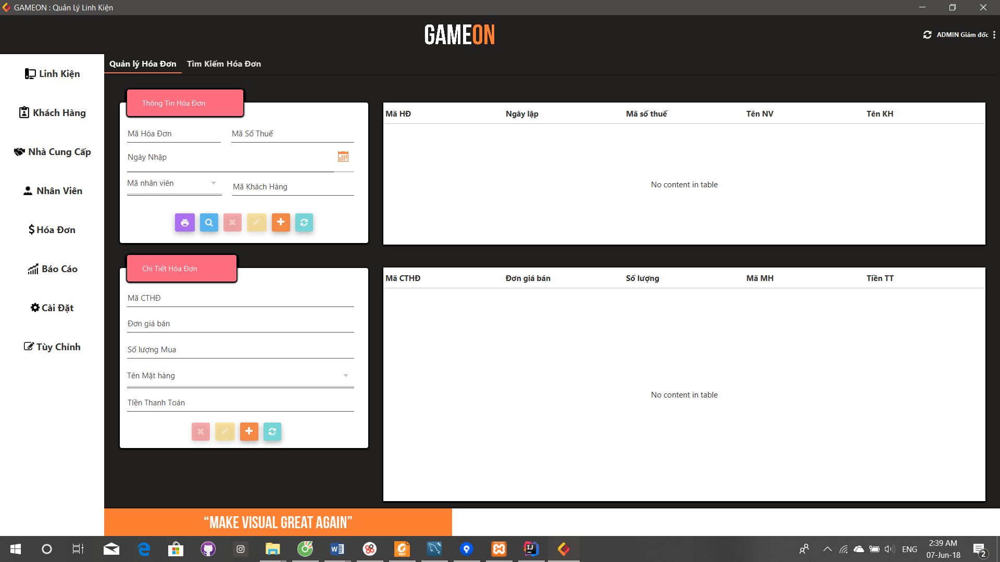 GAMEON : Quản Lý Linh Kiện
GAMEON
ADMIN Giám đốc
Linh Kiện
Khách Hàng
Nhà Cung Cấp
Nhân Viên
Hóa Đơn
Báo Cáo
Cài Đặt
Tùy Chỉnh
Quản lý Hóa Đơn
Tìm Kiếm Hóa Đơn
Thông Tin Hóa Đơn
Mã Hóa Đơn
Mã Số Thuế
Ngày Nhập
Mã nhân viên
Mã Khách Hàng
Mã HĐ Ngày lập Mã số thuế Tên NV Tên KH
No content in table
Chi Tiết Hóa Đơn
Mã CTHĐ
Đơn giá bán
Số lượng Mua
Tên Mặt hàng
TIền Thanh Toán
Mã CTHĐ Đơn giá bán Số lượng Mã MH Tiền TT
No content in table
“MAKE VISUAL GREAT AGAIN”
ENG
2:39 AM
07-Jun-18
2